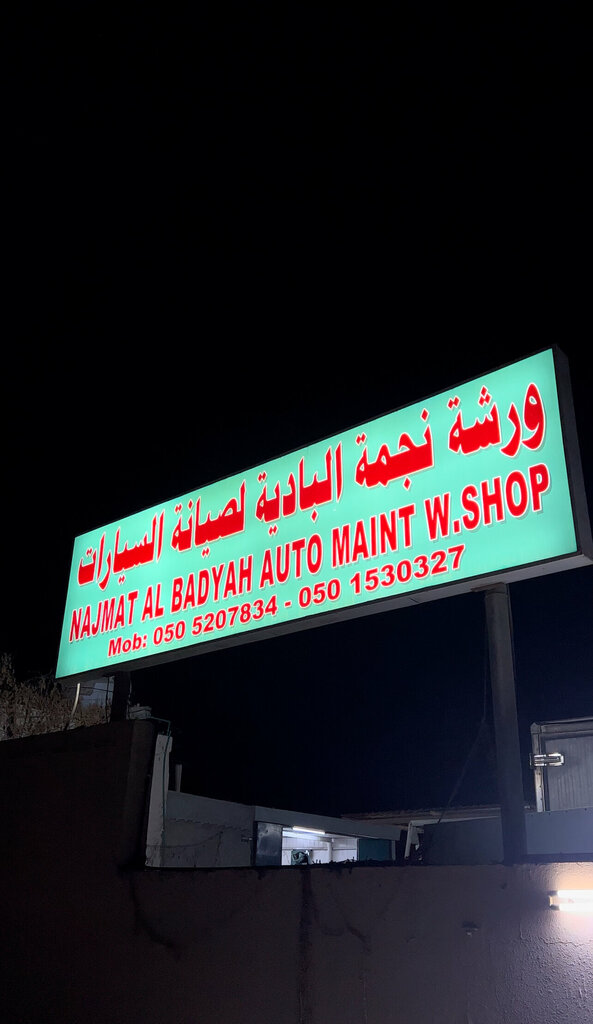 ورشة نجمة البادية لصيانة السيارات
NAJMAT AL BADYAH AUTO MAINT W.SHOP
Mob: 050 5207834 - 050 1530327